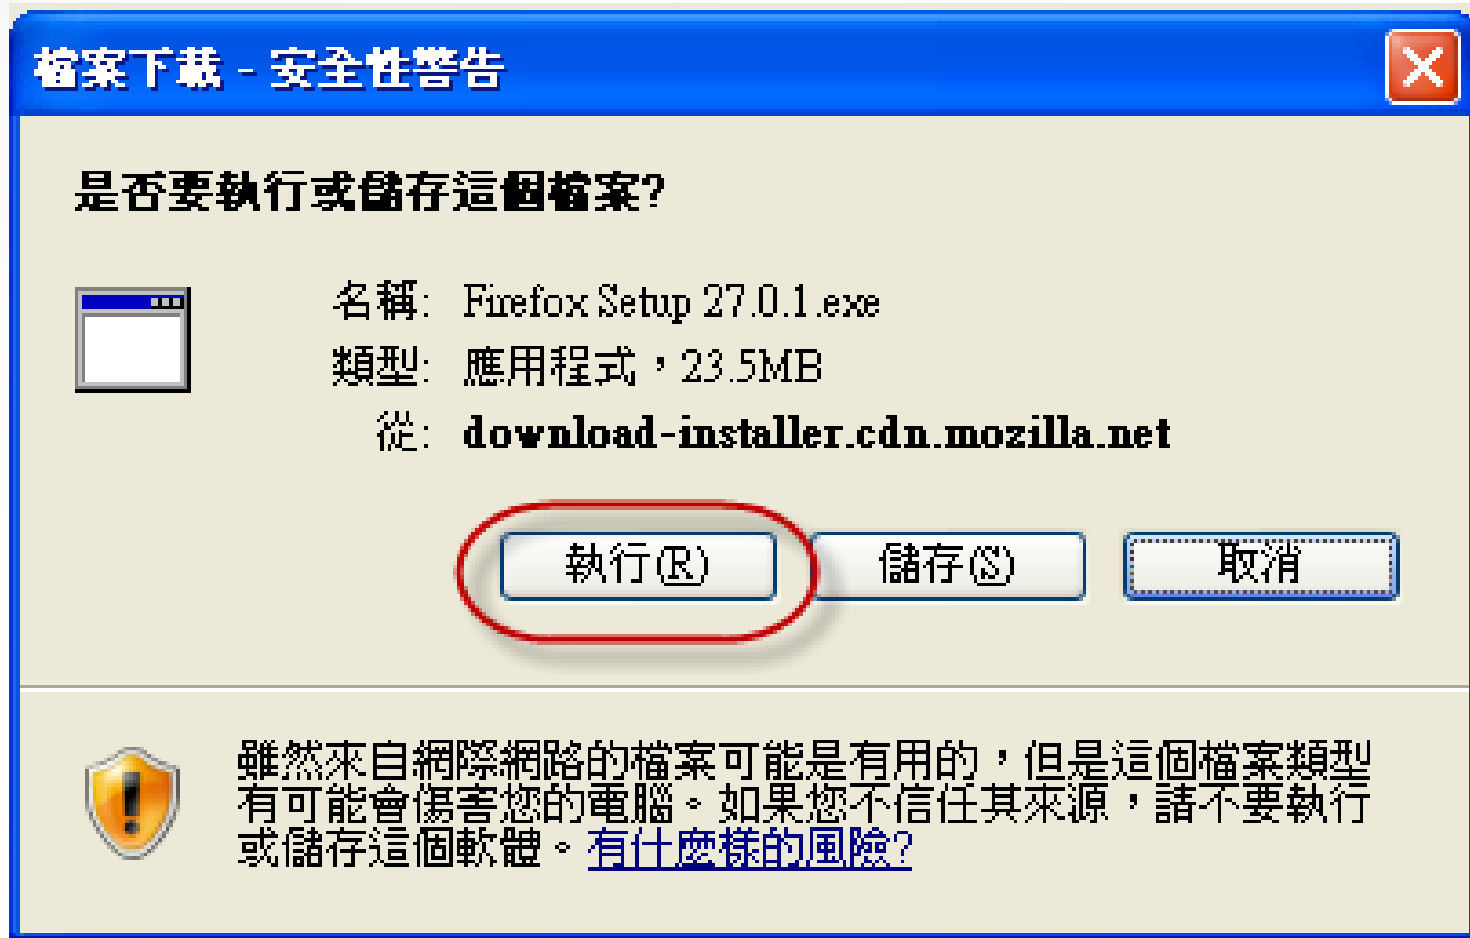 檔案下載 - 安全性警告
是否要執行或儲存這個檔案?
名稱: Firefox Setup 27.0.1.exe
類型: 應用程式，23.5MB
從: download-installer.cdn.mozilla.net
執行(R) 儲存(S) 取消
雖然來自網際網路的檔案可能是有用的，但是這個檔案類型
有可能會傷害您的電腦。如果您不信任其來源，請不要執行
或儲存這個軟體。有什麼樣的風險?